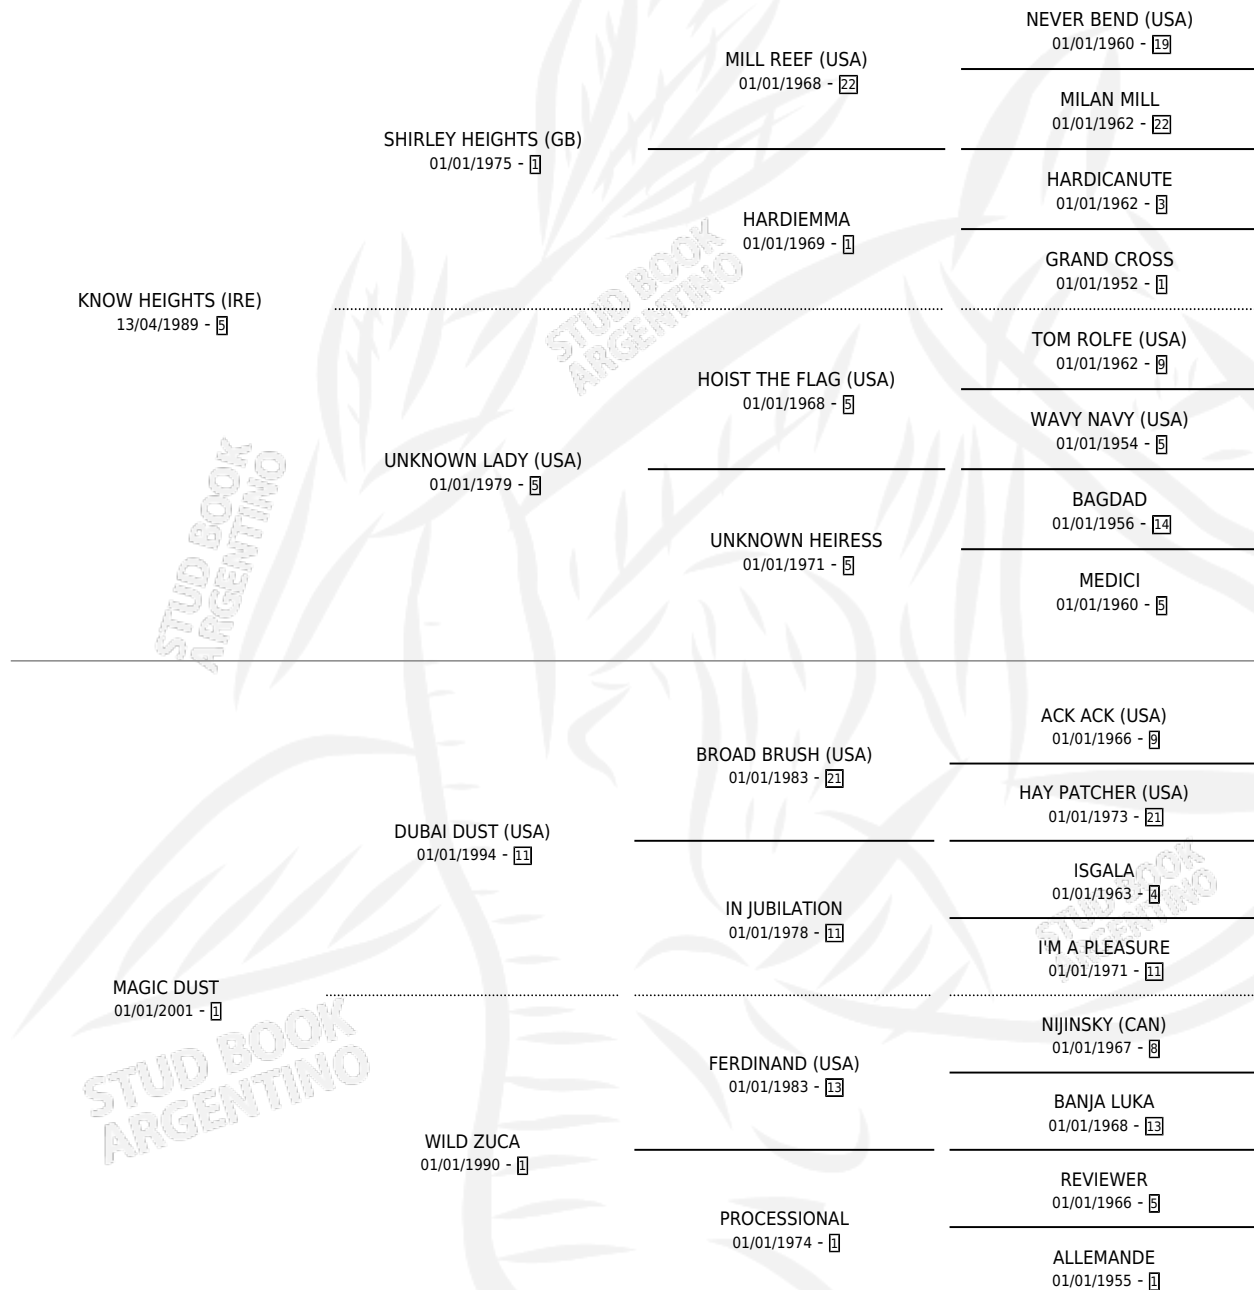 NEVER BEND (USA)
01/01/1960 - 19
MILL REEF (USA)
01/01/1968 - 22
MILAN MILL
01/01/1962 - 22
SHIRLEY HEIGHTS (GB)
01/01/1975 - 1
HARDICANUTE
01/01/1962 - 3
HARDIEMMA
01/01/1969 - 1
GRAND CROSS
01/01/1952 - 1
KNOW HEIGHTS (IRE)
13/04/1989 - 5
TOM ROLFE (USA)
01/01/1962 - 9
HOIST THE FLAG (USA)
01/01/1968 - 5
WAVY NAVY (USA)
01/01/1954 - 5
UNKNOWN LADY (USA)
01/01/1979 - 5
BAGDAD
01/01/1956 - 14
UNKNOWN HEIRESS
01/01/1971 - 5
MEDICI
01/01/1960 - 5
ACK ACK (USA)
01/01/1966 - 9
BROAD BRUSH (USA)
01/01/1983 - 21
HAY PATCHER (USA)
01/01/1973 - 21
DUBAI DUST (USA)
01/01/1994 - 11
ISGALA
01/01/1963 - 4
IN JUBILATION
01/01/1978 - 11
I'M A PLEASURE
01/01/1971 - 11
MAGIC DUST
01/01/2001 - 1
NIJINSKY (CAN)
01/01/1967 - 8
FERDINAND (USA)
01/01/1983 - 13
BANJA LUKA
01/01/1968 - 13
WILD ZUCA
01/01/1990 - 1
REVIEWER
01/01/1966 - 5
PROCESSIONAL
01/01/1974 - 1
ALLEMANDE
01/01/1955 - 1
STUD BOOK
ARGENTINO
STUD BOOK
ARGENTINO
STUD BOOK
ARGENTINO
STUD BOOK
ARGENTINO